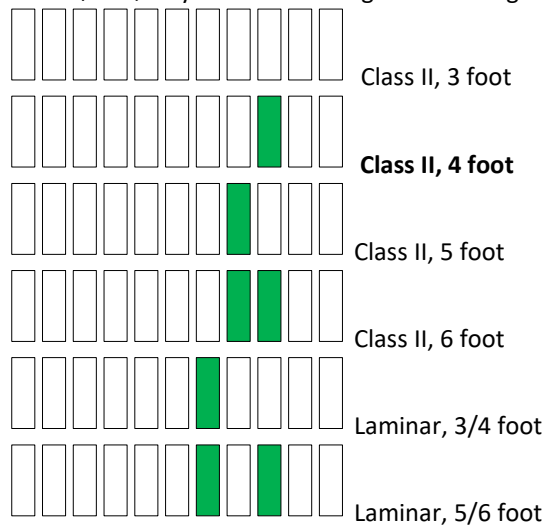 Class II, 3 foot
Class II, 4 foot
Class II, 5 foot
Class II, 6 foot
Laminar, 3/4 foot
Laminar, 5/6 foot